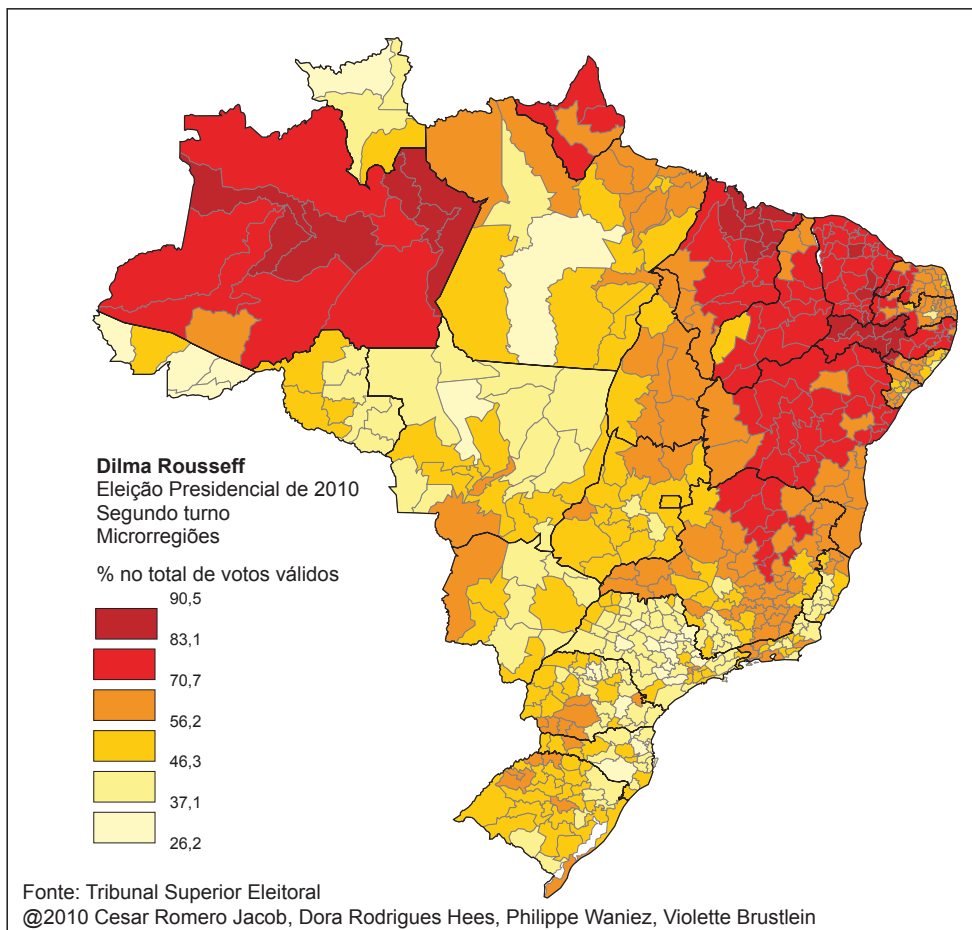 Dilma Rousseff
Eleição Presidencial de 2010
Segundo turno
Microrregiões
% no total de votos válidos
90,5
83,1
70,7
56,2
46,3
37,1
26,2
Fonte: Tribunal Superior Eleitoral
@2010 Cesar Romero Jacob, Dora Rodrigues Hees, Philippe Waniez, Violette Brustlein